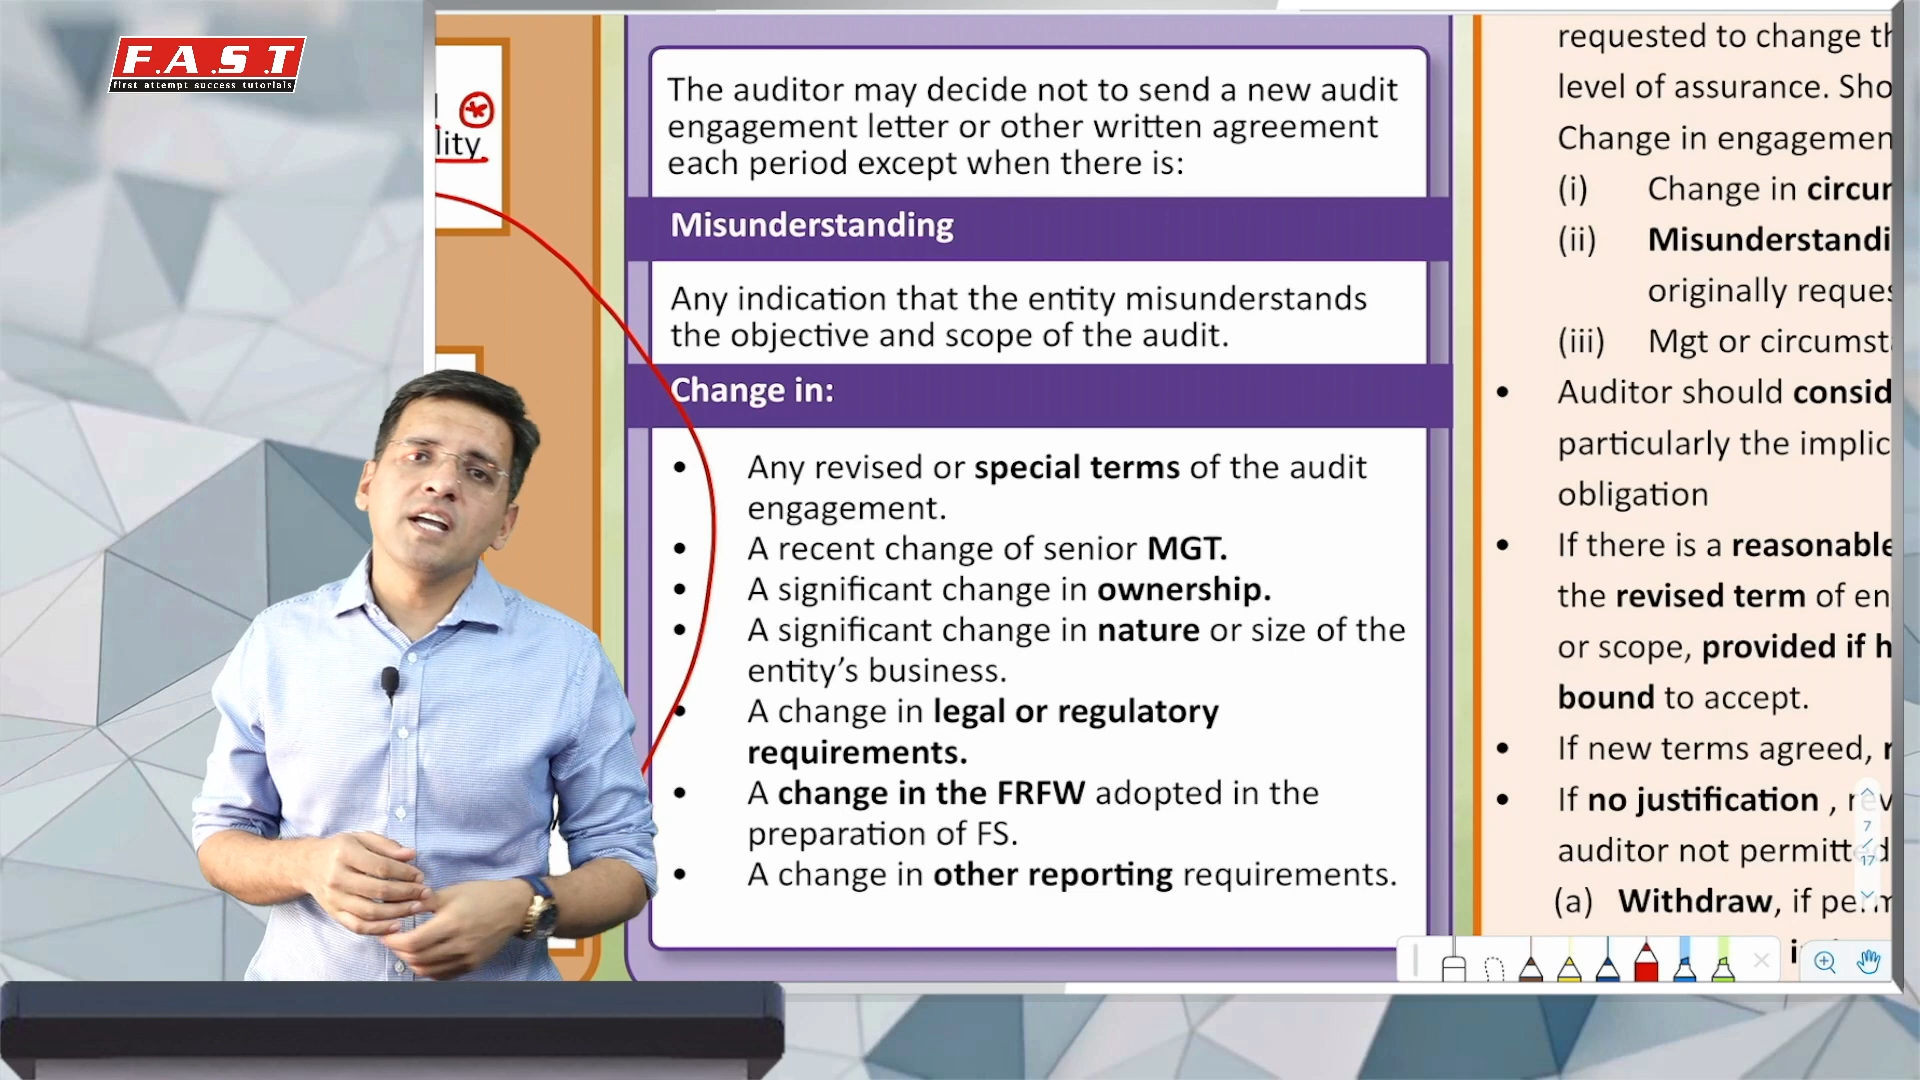 F.A.S.T
first attempt success tutorials
lity
The auditor may decide not to send a new audit
engagement letter or other written agreement
each period except when there is:
Misunderstanding
Any indication that the entity misunderstands
the objective and scope of the audit.
Change in:
• Any revised or special terms of the audit
engagement.
• A recent change of senior MGT.
• A significant change in ownership.
• A significant change in nature or size of the
entity's business.
• A change in legal or regulatory
requirements.
• A change in the FRFW adopted in the
preparation of FS.
• A change in other reporting requirements.
requested to change th
level of assurance. Sho
Change in engagemen
(i) Change in circur
(ii) Misunderstandi
originally reques
(iii) Mgt or circumst
• Auditor should consid
particularly the implic
obligation
• If there is a reasonable
the revised term of en
or scope, provided if h
bound to accept.
• If new terms agreed, r
• If no justification , rev
auditor not permitted
(a) Withdraw, if perm
7
17